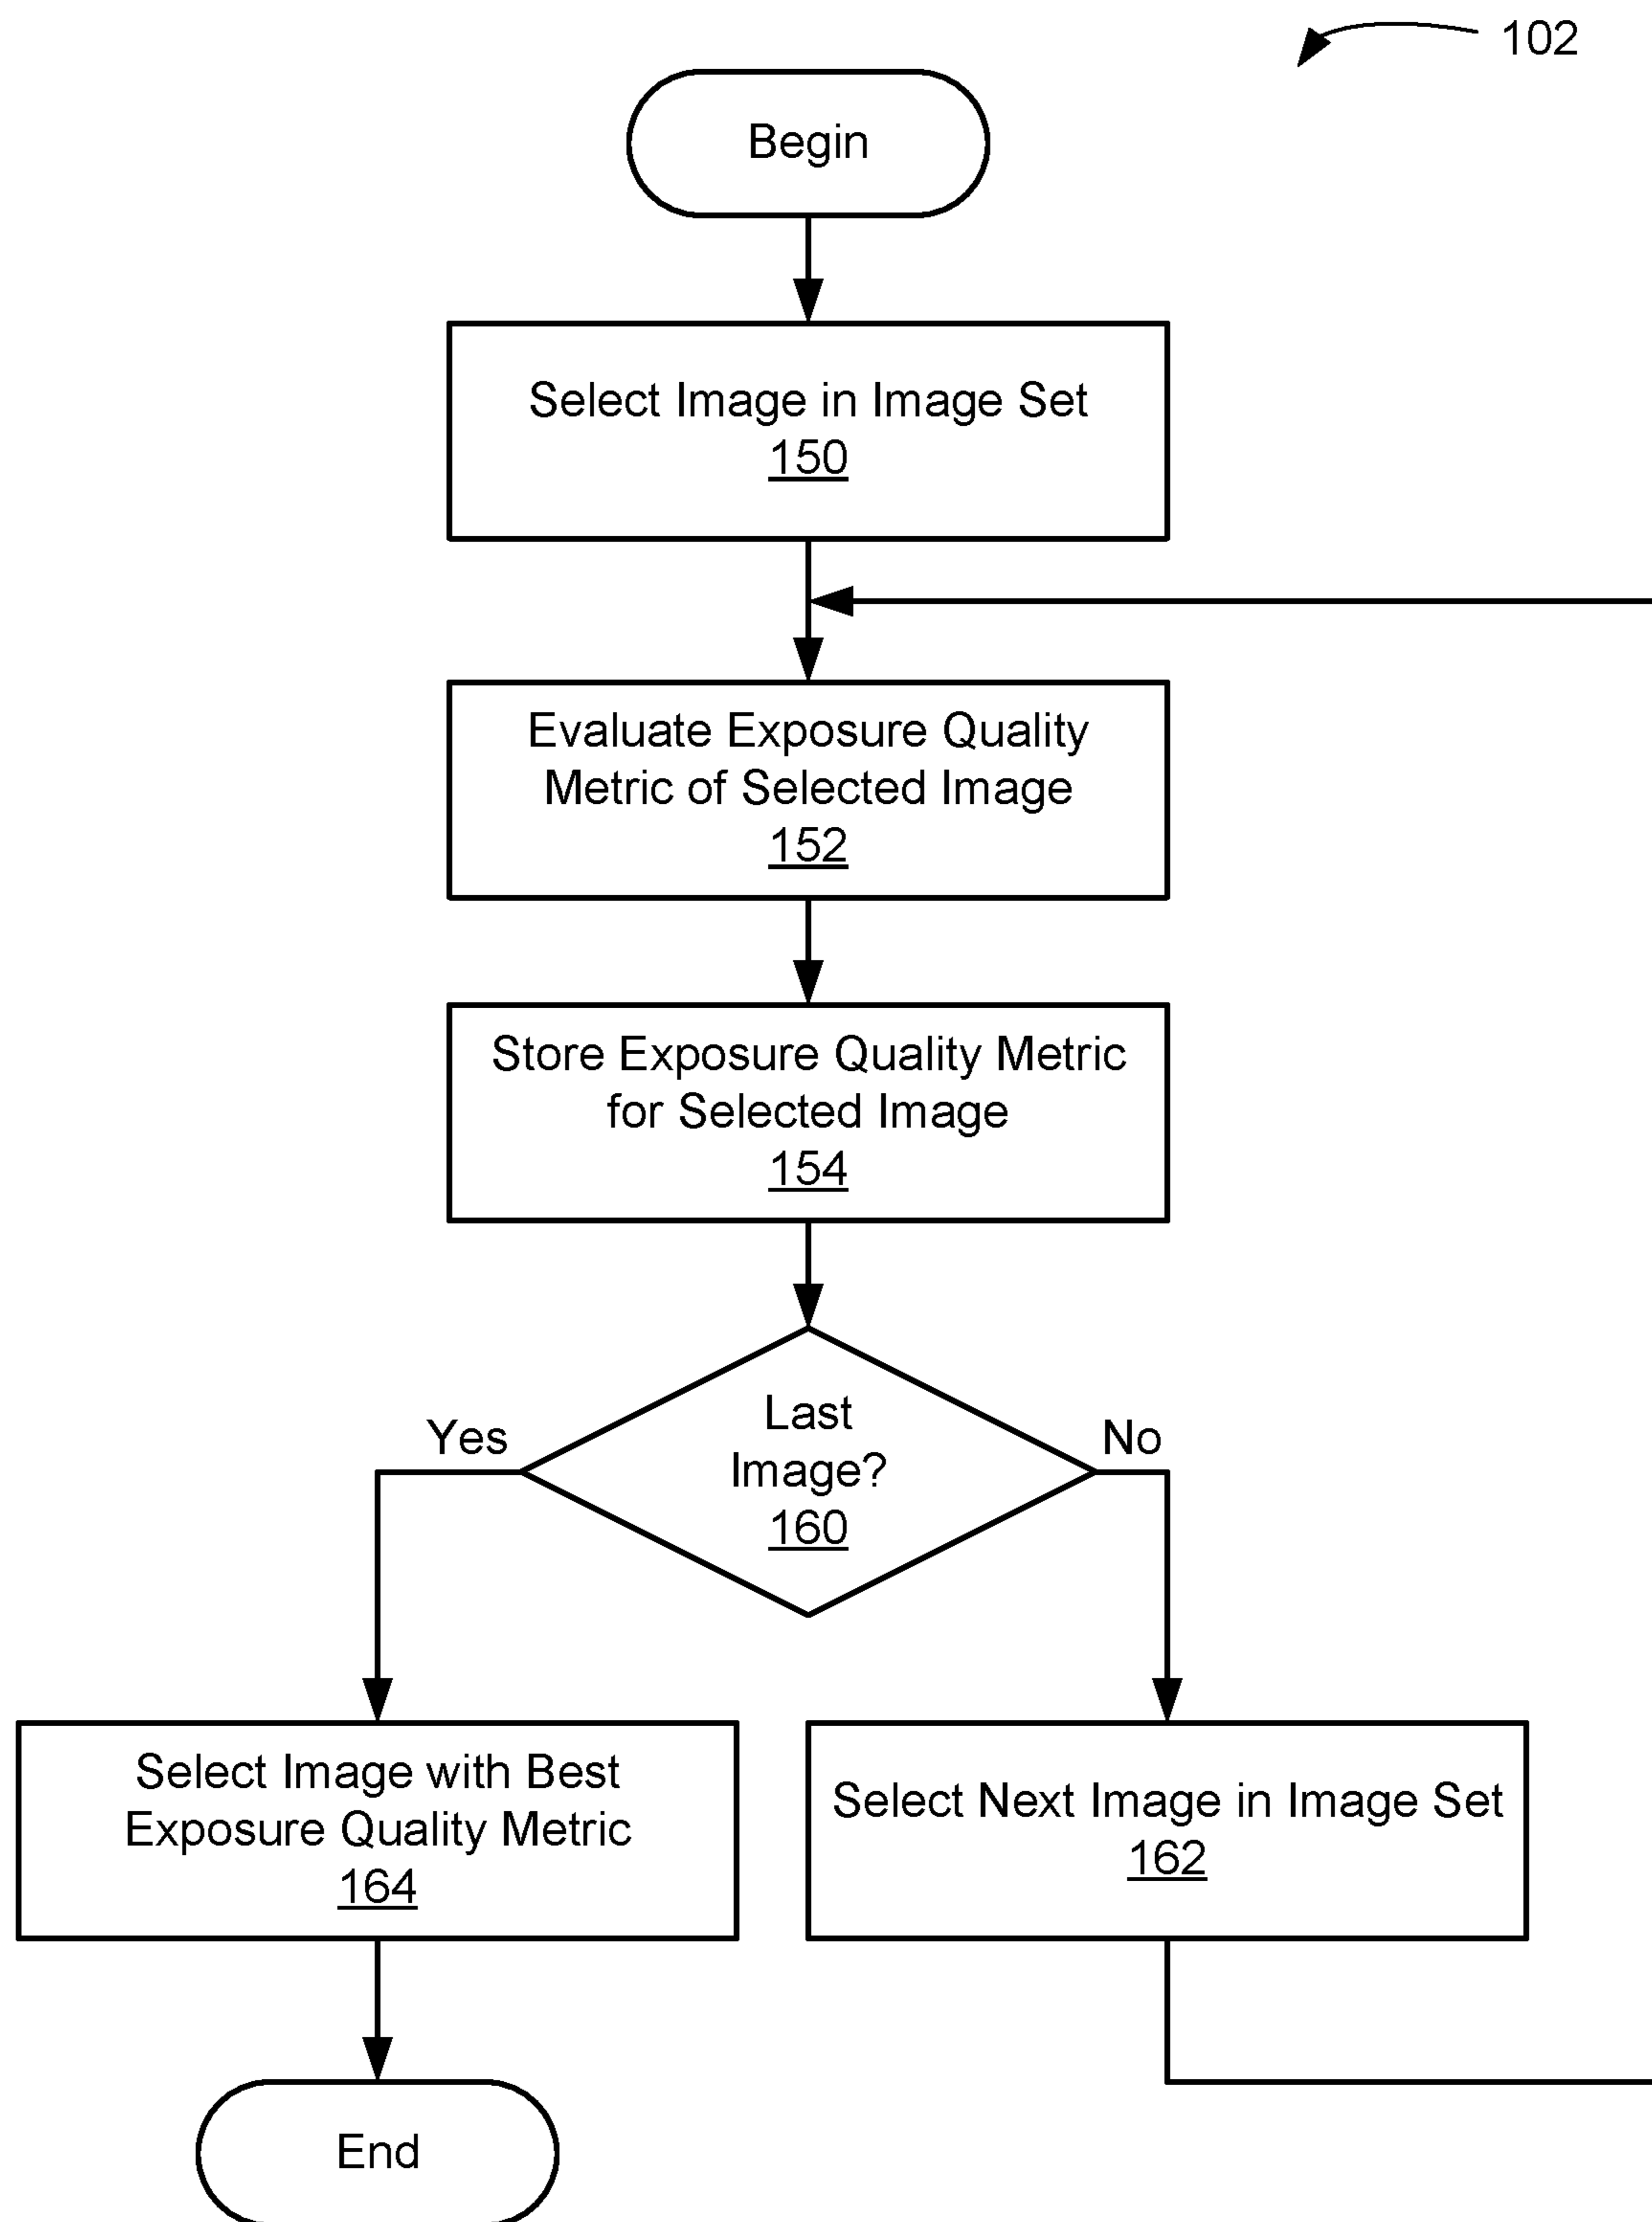 102
Begin
Select Image in Image Set
150
Evaluate Exposure Quality
Metric of Selected Image
152
Store Exposure Quality Metric
for Selected Image
154
Last
Image?
160
Yes
No
Select Image with Best
Exposure Quality Metric
164
Select Next Image in Image Set
162
End